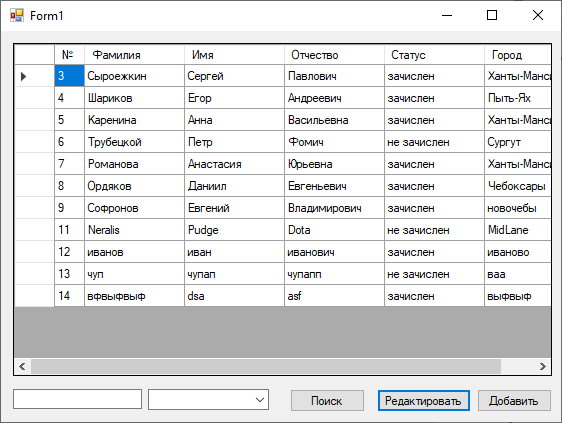 Form1
№ Фамилия Имя Отчество Статус Город
3 Сыроежкин Сергей Павлович зачислен Ханты-Манси
4 Шариков Егор Андреевич зачислен Пыть-Ях
5 Каренина Анна Васильевна зачислен Ханты-Манси
6 Трубецкой Петр Фомич не зачислен Сургут
7 Романова Анастасия Юрьевна зачислен Ханты-Манси
8 Ордяков Даниил Евгеньевич зачислен Чебоксары
9 Софронов Евгений Владимирович зачислен новочебы
11 Neralis Pudge Dota не зачислен MidLane
12 иванов иван иванович зачислен иваново
13 чуп чупап чупапп не зачислен ваа
14 вфвыфвыф dsa asf зачислен выфвыф
Поиск Редактировать Добавить